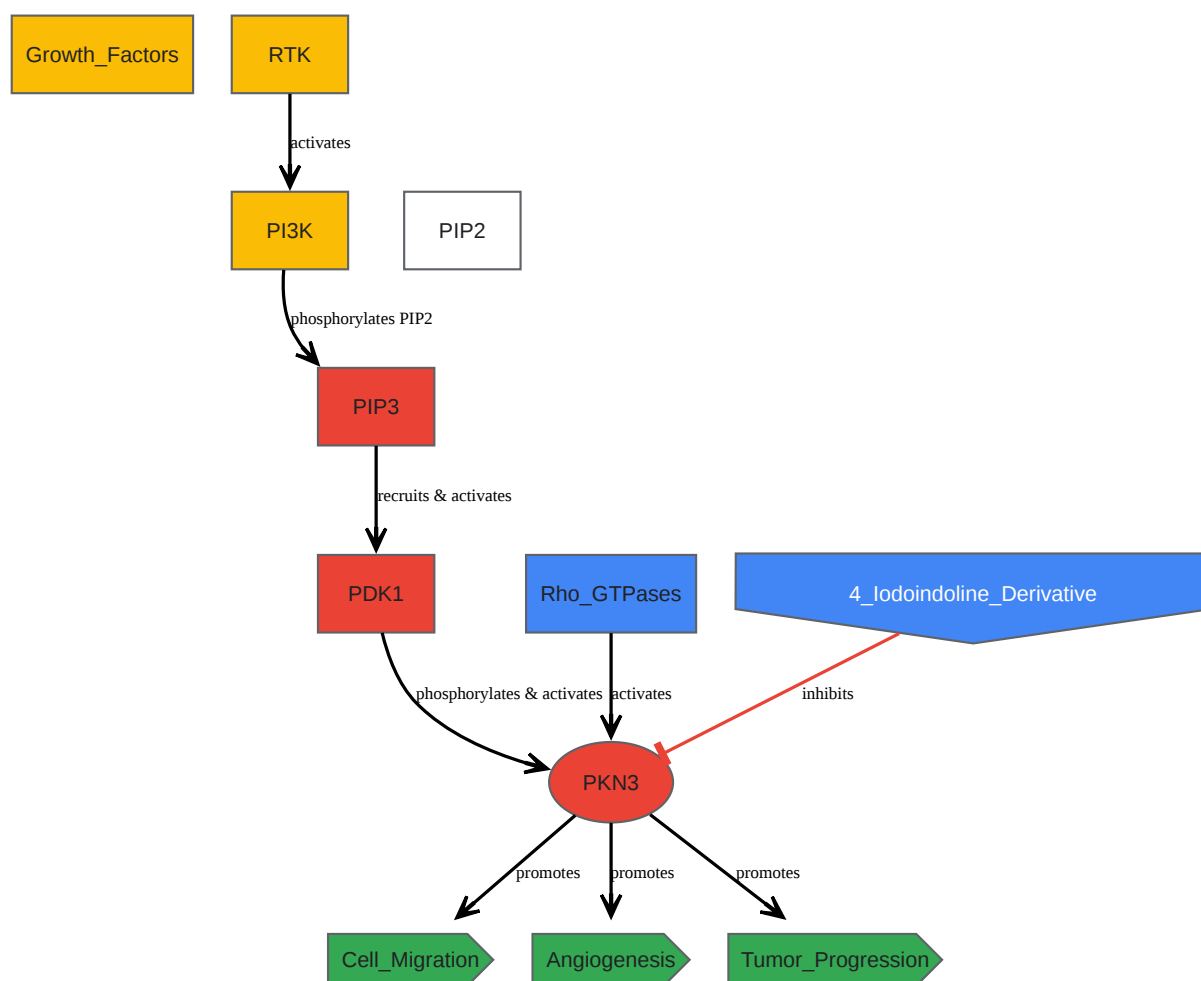 Growth_Factors
RTK
activates
PI3K
PIP2
phosphorylates PIP2
PIP3
recruits & activates
PDK1
Rho_GTPases
4_Iodoindoline_Derivative
phosphorylates & activates
activates
inhibits
PKN3
promotes
promotes
promotes
Cell_Migration
Angiogenesis
Tumor_Progression